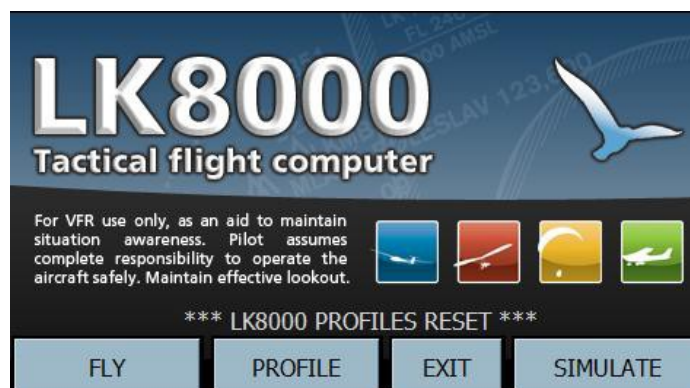 LK8000
Tactical flight computer
For VFR use only, as an aid to maintain
situation awareness. Pilot assumes
complete responsibility to operate the
aircraft safely. Maintain effective lookout.
*** LK8000 PROFILES RESET ***
FLY PROFILE EXIT SIMULATE